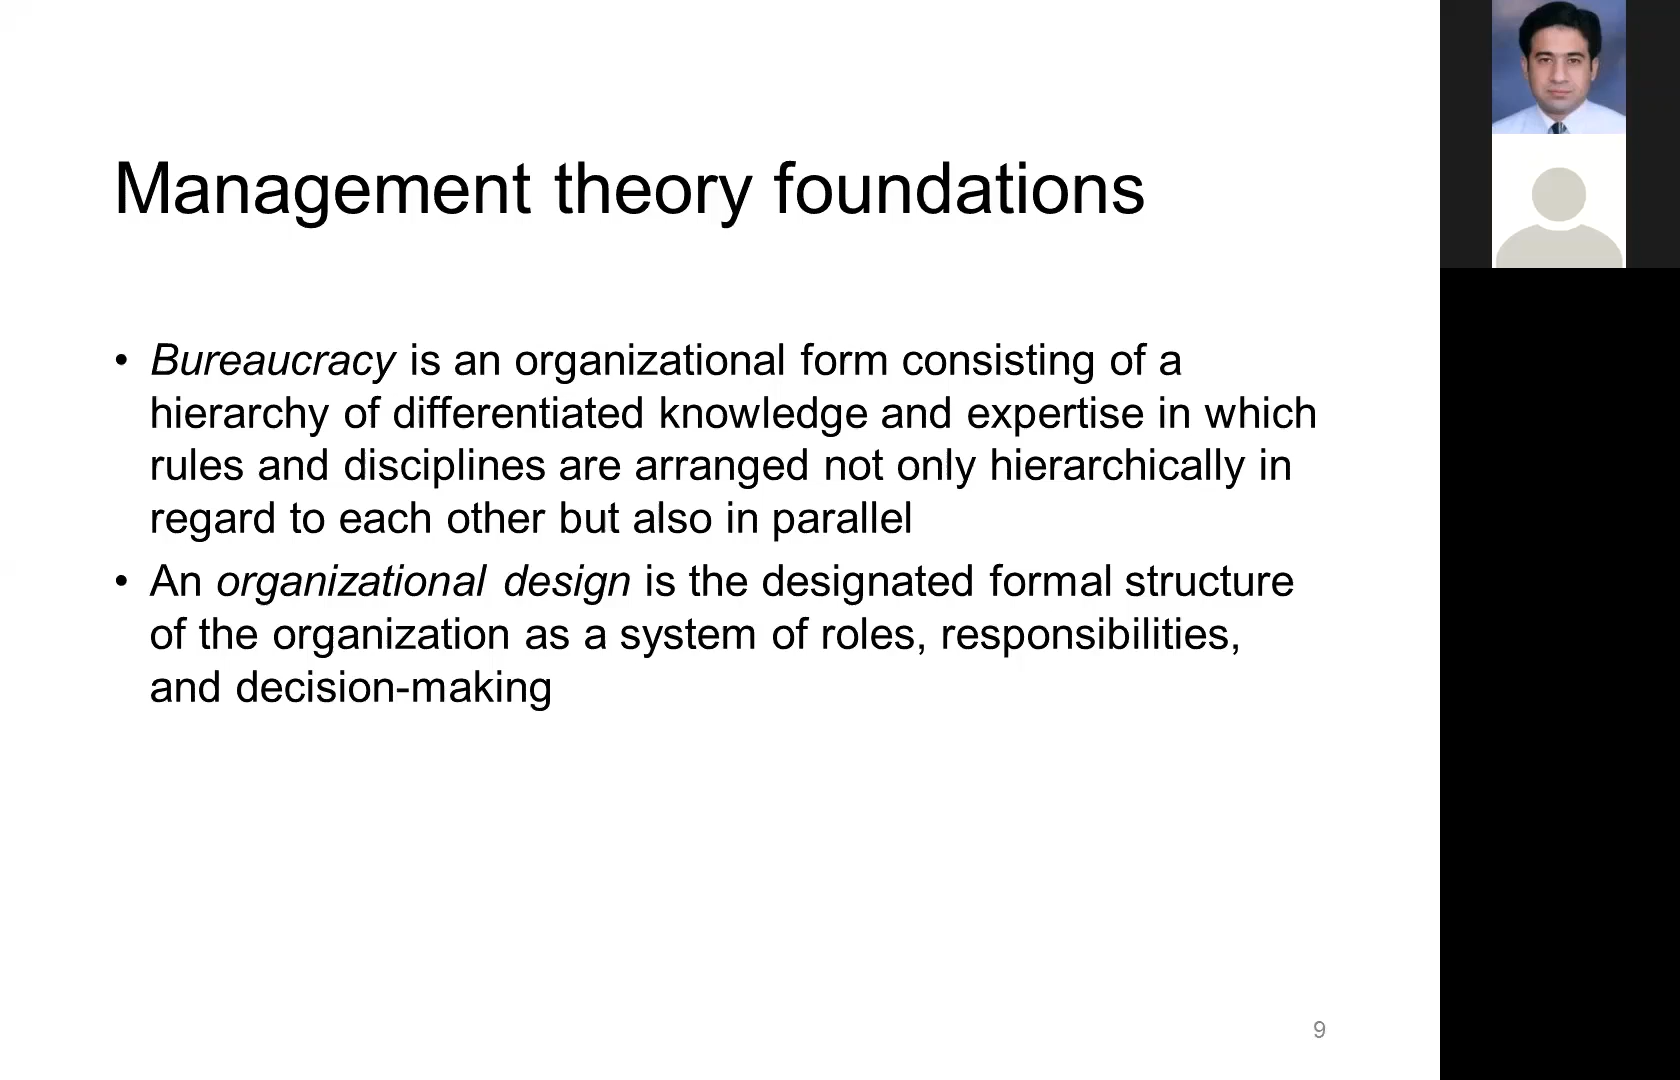 Management theory foundations
• Bureaucracy is an organizational form consisting of a
hierarchy of differentiated knowledge and expertise in which
rules and disciplines are arranged not only hierarchically in
regard to each other but also in parallel
• An organizational design is the designated formal structure
of the organization as a system of roles, responsibilities,
and decision-making
9